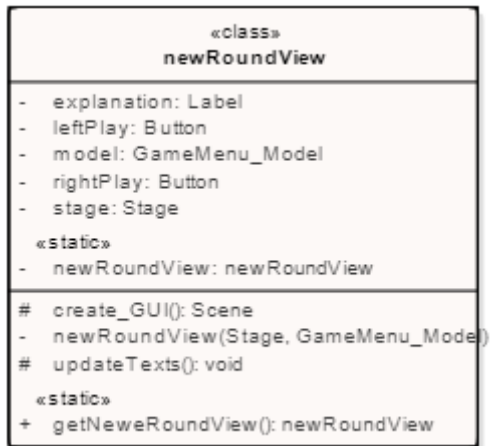 «class»
newRoundView
- explanation: Label
- leftPlay: Button
- model: GameMenu_Model
- rightPlay: Button
- stage: Stage
«static»
- newRoundView: newRoundView
# create_GUI(): Scene
- newRoundView(Stage, GameMenu_Model)
# updateTexts(): void
«static»
+ getNeweRoundView(): newRoundView